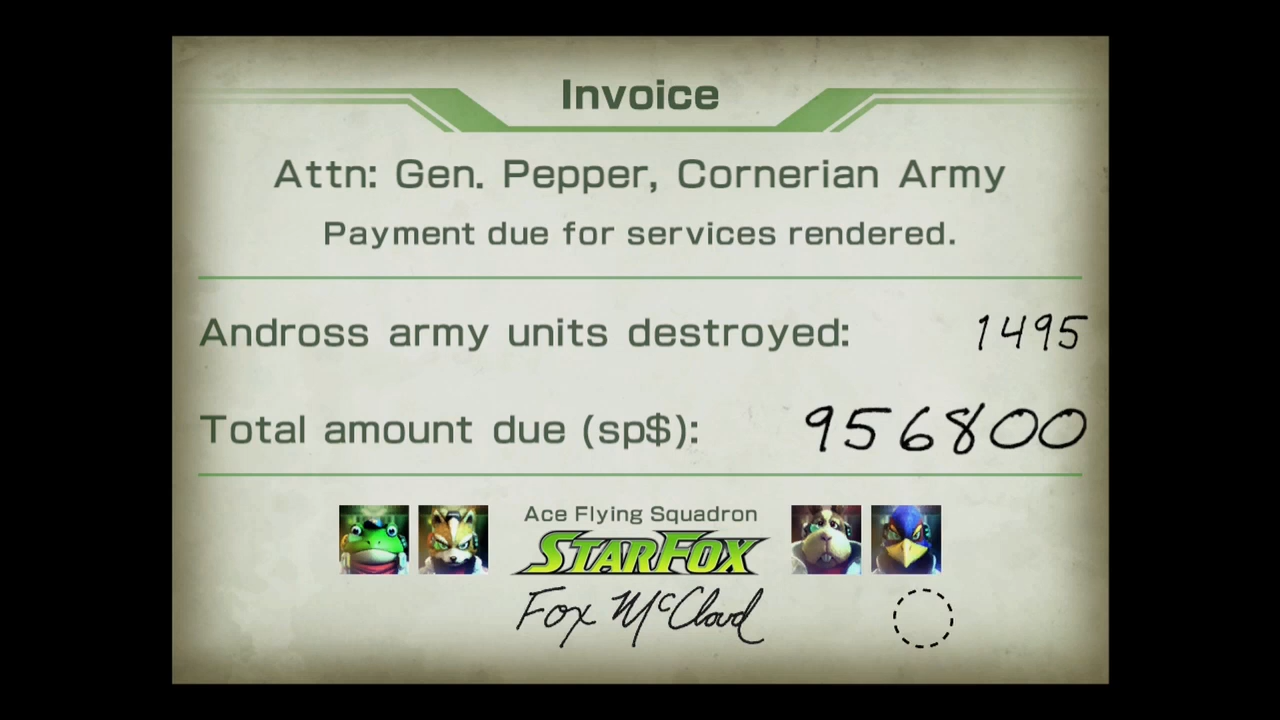 Invoice
Attn: Gen. Pepper, Cornerian Army
Payment due for services rendered.
Andross army units destroyed: 1495
Total amount due (sp$): 956800
Ace Flying Squadron
STARFOX
Fox McCloud